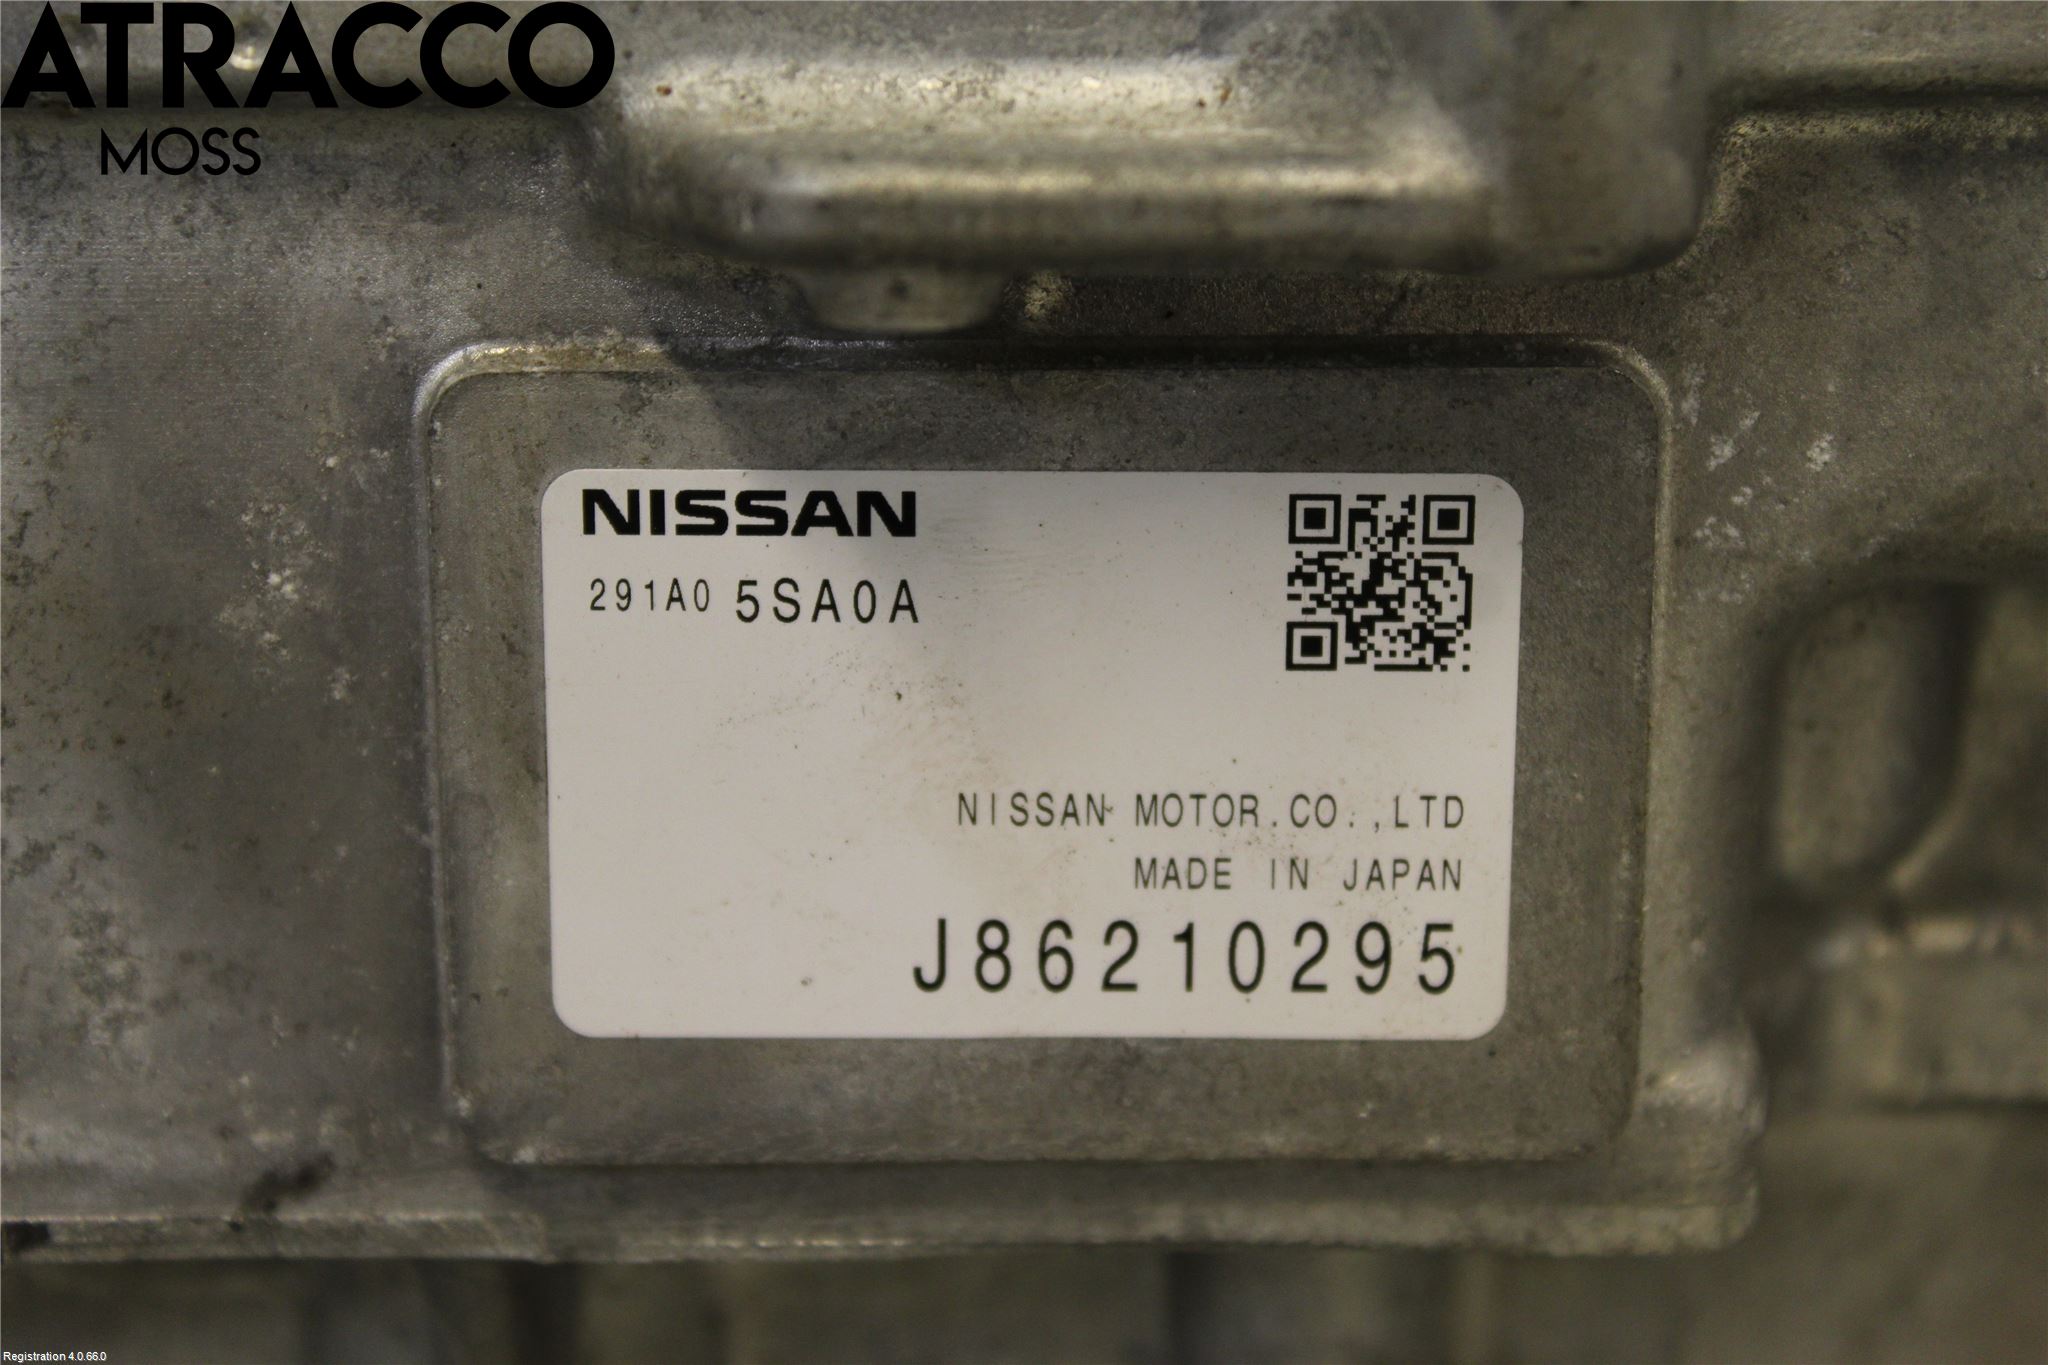 ATRACCO
MOSS
NISSAN
291A0 5SA0A
NISSAN MOTOR.CO.,LTD
MADE IN JAPAN
J86210295
Registration 4.0.66.0